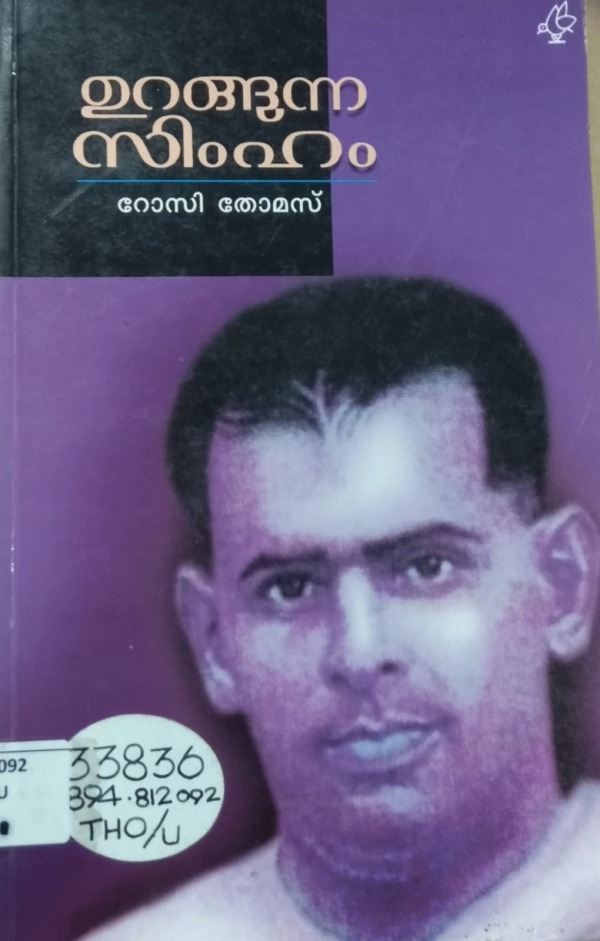 ഉറങ്ങുന്ന
സിംഹം
റോസി തോമസ്
092
U
33836
894.812092
THO/U